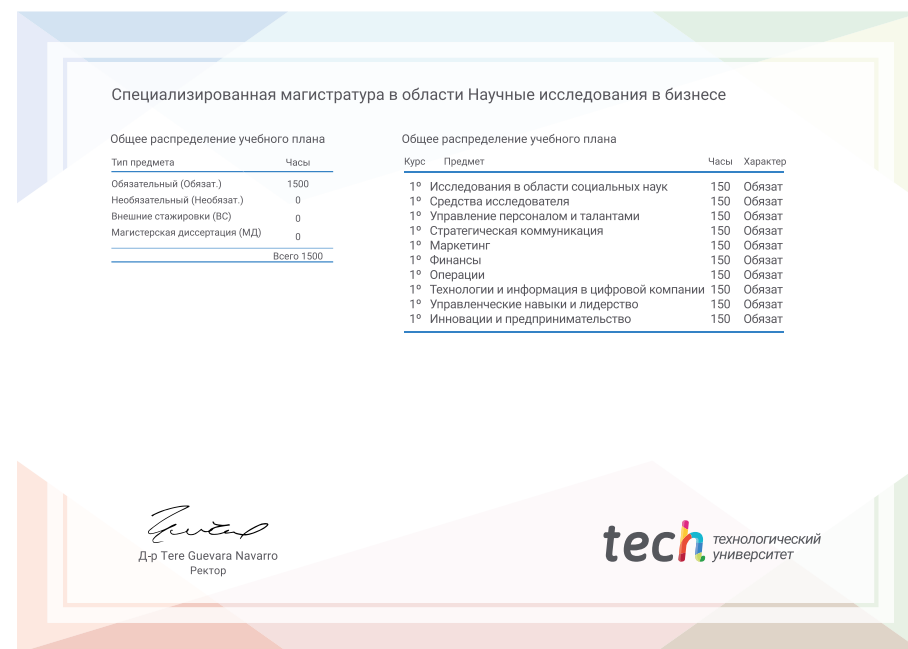 Специализированная магистратура в области Научные исследования в бизнесе
Общее распределение учебного плана
Тип предмета Часы
Обязательный (Обязат.) 1500
Необязательный (Необязат.) 0
Внешние стажировки (ВС) 0
Магистерская диссертация (МД) 0
Всего 1500
Общее распределение учебного плана
Курс Предмет Часы Характер
1º Исследования в области социальных наук 150 Обязат
1º Средства исследователя 150 Обязат
1º Управление персоналом и талантами 150 Обязат
1º Стратегическая коммуникация 150 Обязат
1º Маркетинг 150 Обязат
1º Финансы 150 Обязат
1º Операции 150 Обязат
1º Технологии и информация в цифровой компании 150 Обязат
1º Управленческие навыки и лидерство 150 Обязат
1º Инновации и предпринимательство 150 Обязат
Д-р Tere Guevara Navarro
Ректор
tech технологический
университет